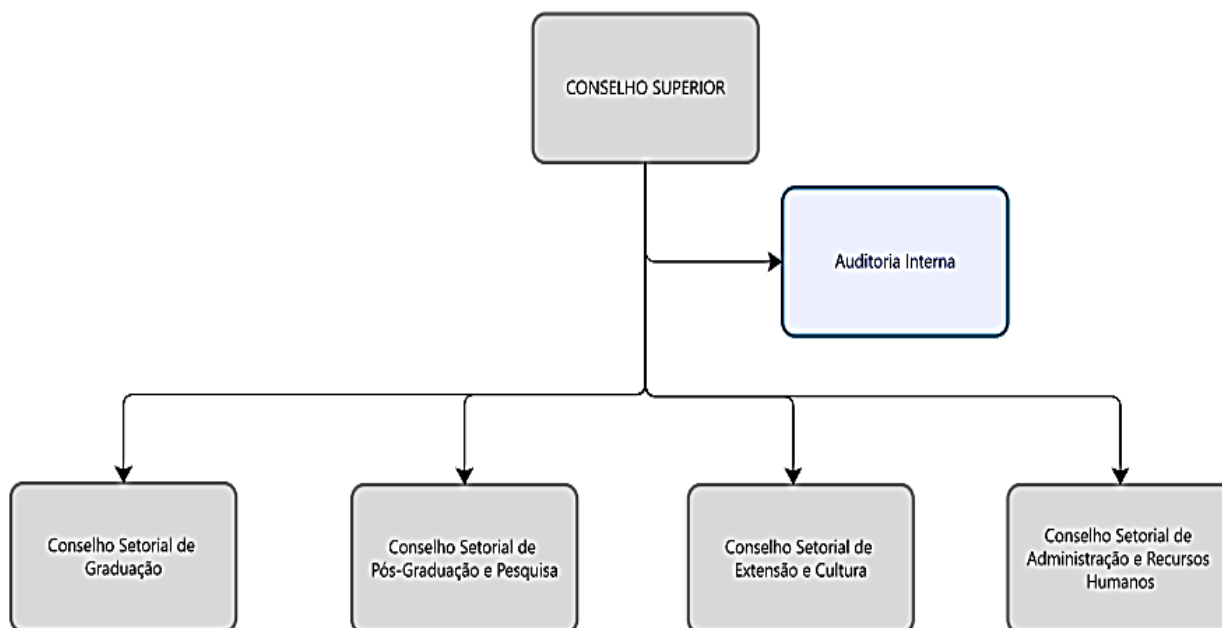 CONSELHO SUPERIOR
Auditoria Interna
Conselho Setorial de
Graduação
Conselho Setorial de
Pós-Graduação e Pesquisa
Conselho Setorial de
Extensão e Cultura
Conselho Setorial de
Administração e Recursos
Humanos